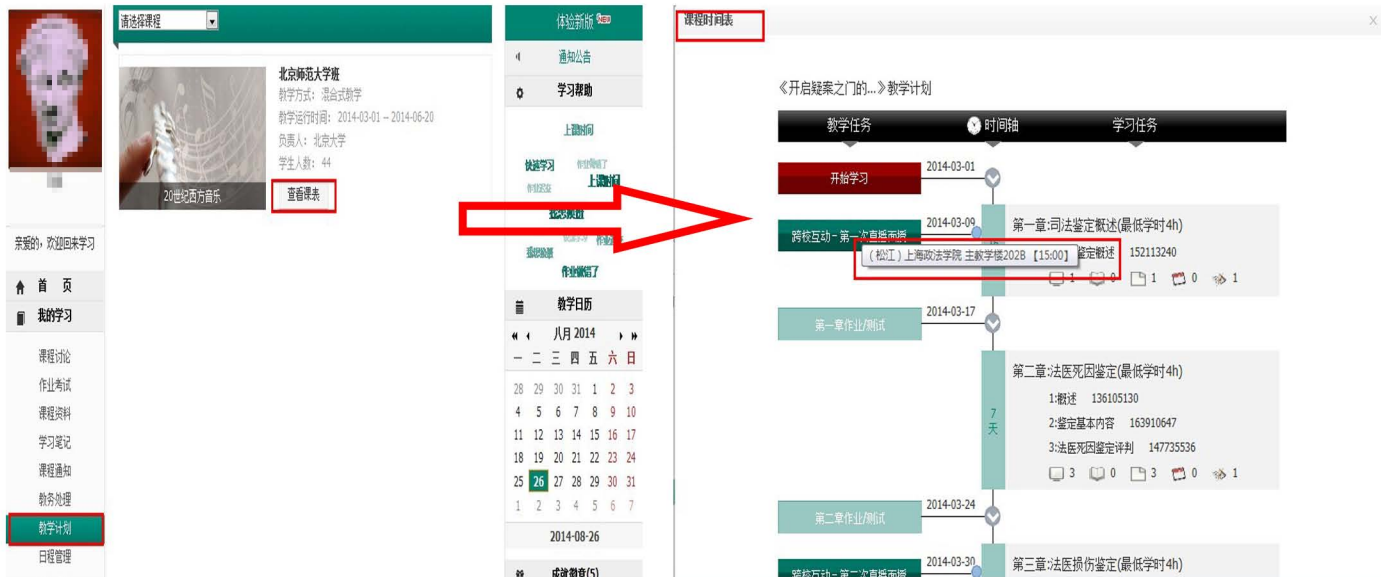 请选择课程
北京师范大学班
教学方式: 混合式教学
教学运行时间: 2014-03-01 -- 2014-06-20
负责人: 北京大学
学生人数: 44
查看课表
20世纪西方音乐
亲爱的, 欢迎回来学习
首 页
我的学习
课程讨论
作业考试
课程资料
学习笔记
课程通知
教务处理
教学计划
日程管理
体验新版
通知公告
学习帮助
上课时间
快速学习
作业做错了
上课时间
作业做错了
教学日历
八月 2014
一 二 三 四 五 六 日
28 29 30 31 1 2 3
4 5 6 7 8 9 10
11 12 13 14 15 16 17
18 19 20 21 22 23 24
25 26 27 28 29 30 31
1 2 3 4 5 6 7
2014-08-26
成就徽章(5)
课程时间表
X
《开启疑案之门的...》教学计划
教学任务 时间轴 学习任务
开始学习
2014-03-01
跨校互动-第一次直播面授
2014-03-09
第一章:司法鉴定概述(最低学时4h)
鉴定概述 152113240
(松江)上海政法学院 主教学楼202B 【15:00】
1 0 1 0 1
第一章作业/测试
2014-03-17
第二章:法医死因鉴定(最低学时4h)
1:概述 136105130
2:鉴定基本内容 163910647
3:法医死因鉴定评判 147735536
7天
3 0 3 0 1
第二章作业/测试
2014-03-24
跨校互动-第二次直播面授
2014-03-30
第三章:法医损伤鉴定(最低学时4h)